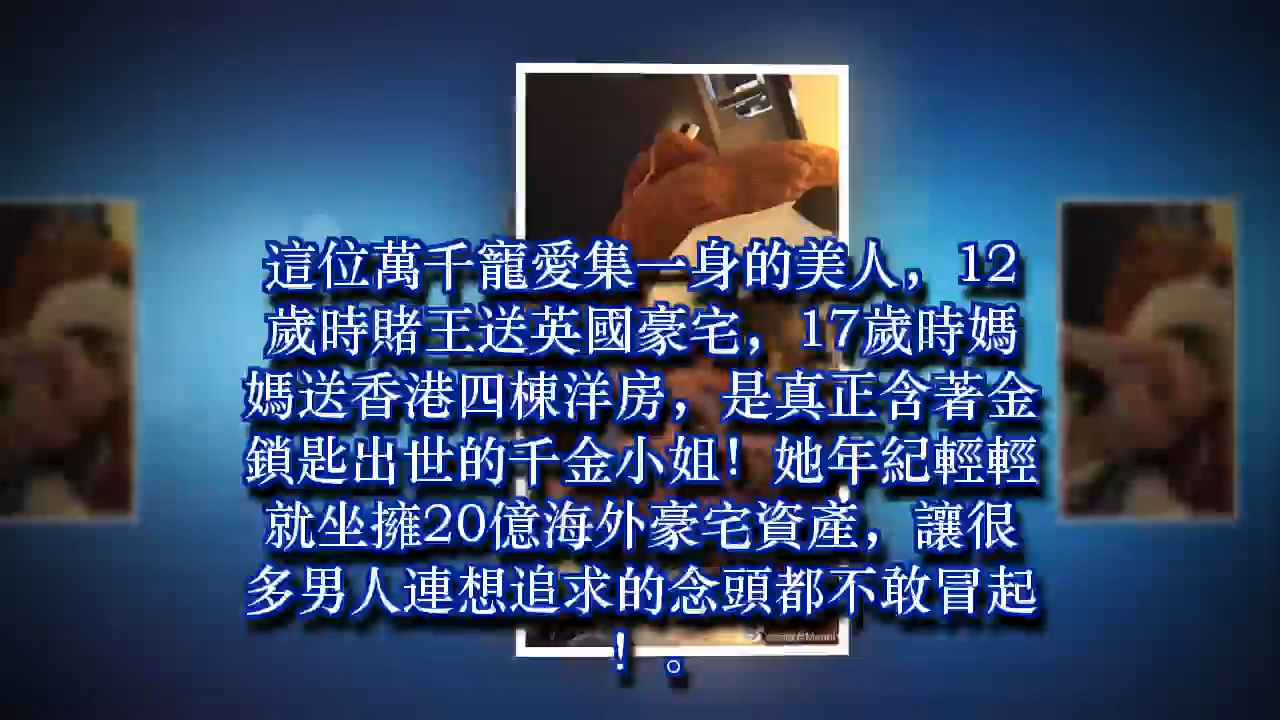 這位萬千寵愛集一身的美人，12
歲時賭王送英國豪宅，17歲時媽
媽送香港四棟洋房，是真正含著金
鎖匙出世的千金小姐！她年紀輕輕
就坐擁20億海外豪宅資產，讓很
多男人連想追求的念頭都不敢冒起
！。